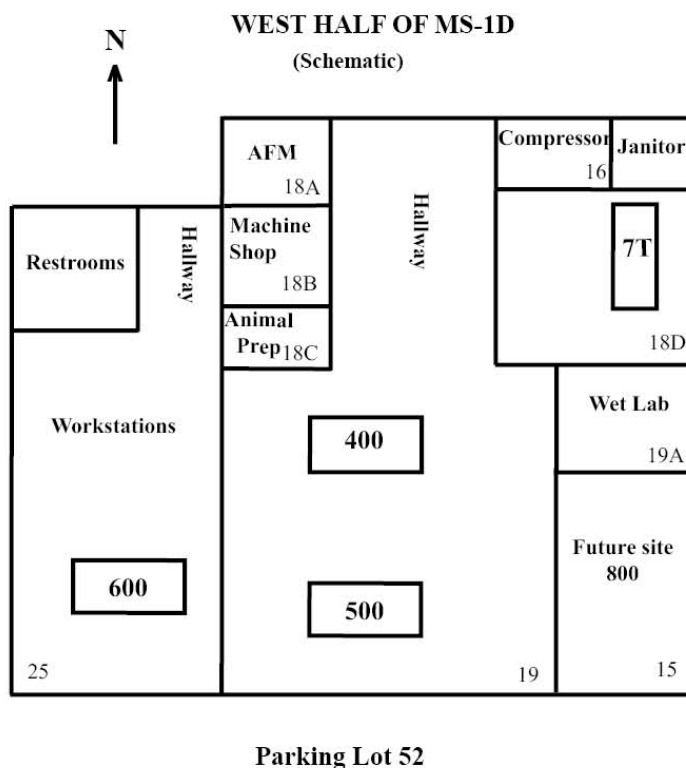 WEST HALF OF MS-1D
(Schematic)
N
AFM
18A
Compressor
16
Janitor
Restrooms
Hallway
Machine
Shop
18B
Hallway
7T
Animal
Prep
18C
18D
Workstations
400
Wet Lab
19A
Future site
800
600
500
25
19
15
Parking Lot 52